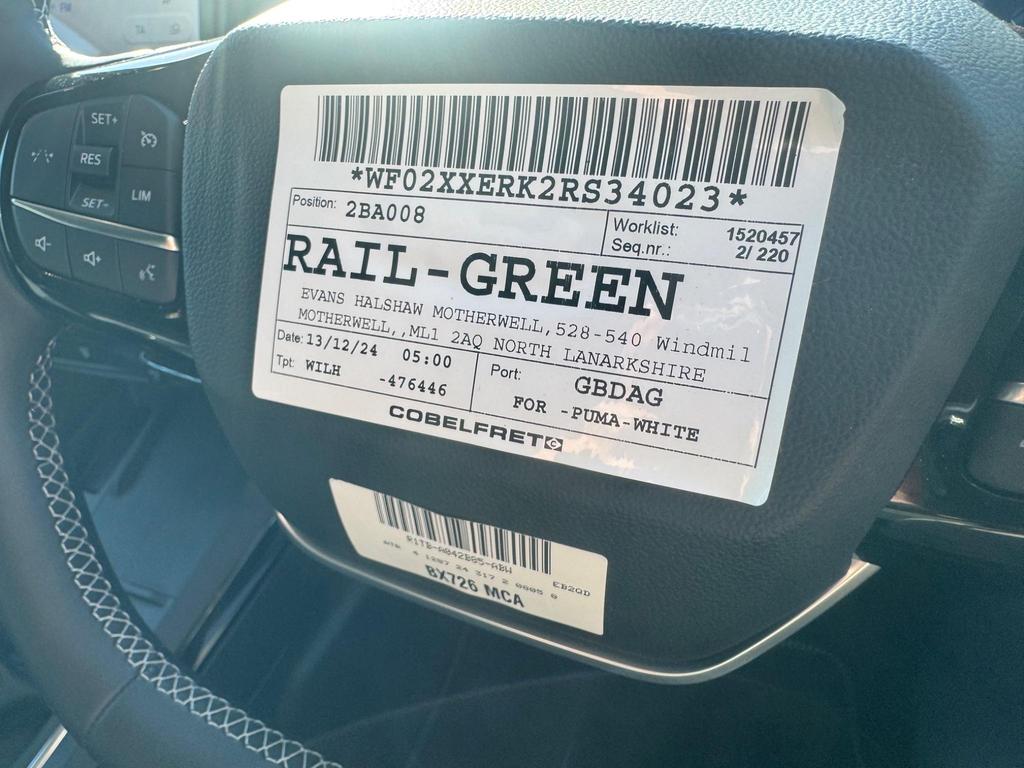 FM
TA
SET+
RES
SET-
LIM
*WF02XXERK2RS34023*
Position: 2BA008
Worklist: 1520457
Seq.nr.: 2/ 220
RAIL-GREEN
EVANS HALSHAW MOTHERWELL,528-540 Windmil
MOTHERWELL,,ML1 2AQ NORTH LANARKSHIRE
Date: 13/12/24 05:00
Tpt: WILH -476446
Port: GBDAG
FOR -PUMA-WHITE
COBELFRET
EB2QD
BX726 MCA